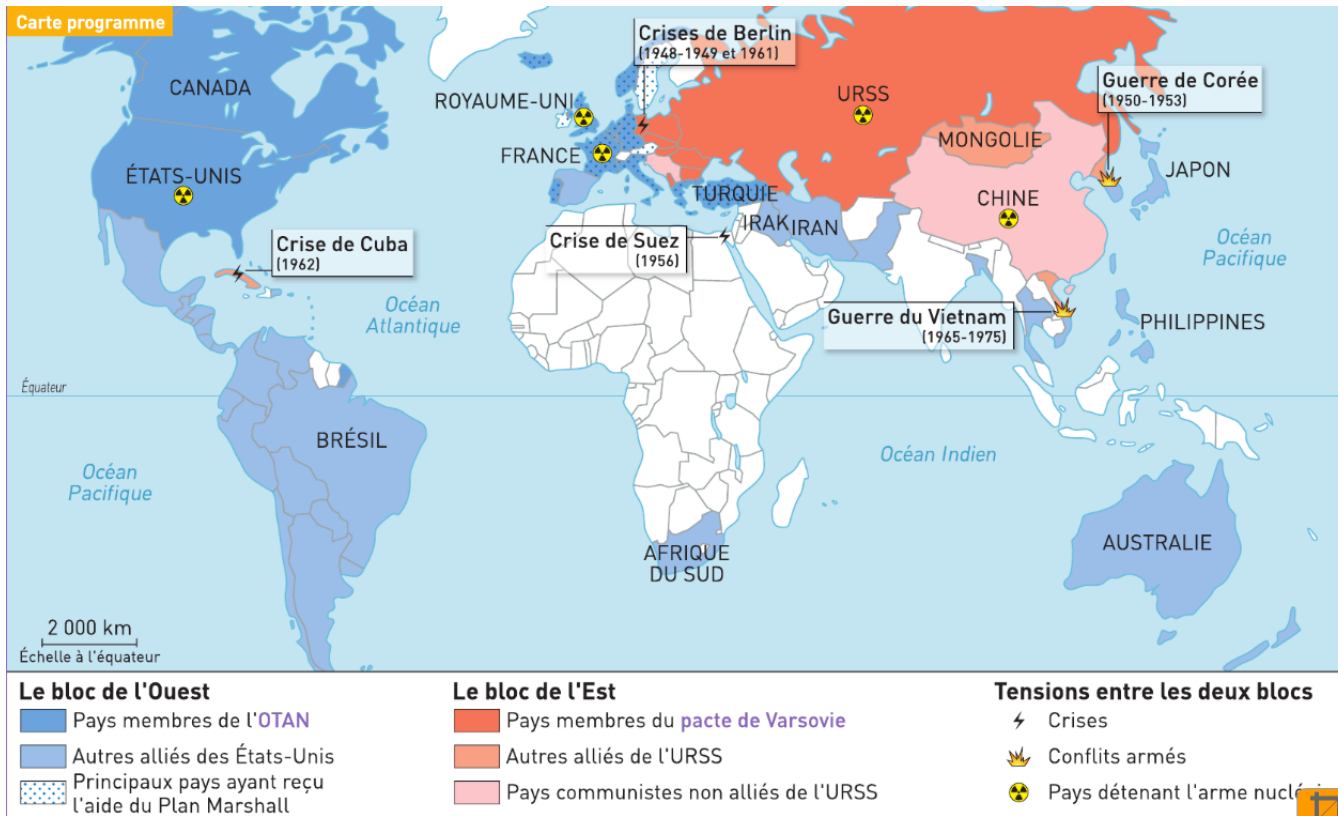 Carte programme
Crises de Berlin
(1948-1949 et 1961)
CANADA
ROYAUME-UNI
URSS
Guerre de Corée
(1950-1953)
MONGOLIE
FRANCE
ÉTATS-UNIS
JAPON
TURQUIE
CHINE
IRAK
IRAN
Crise de Cuba
(1962)
Crise de Suez
(1956)
Océan
Pacifique
Océan
Atlantique
Guerre du Vietnam
(1965-1975)
PHILIPPINES
Équateur
BRÉSIL
Océan
Pacifique
Océan Indien
AFRIQUE
DU SUD
AUSTRALIE
2 000 km
Échelle à l'équateur
Le bloc de l'Ouest
Pays membres de l'OTAN
Autres alliés des États-Unis
Principaux pays ayant reçu
l'aide du Plan Marshall
Le bloc de l'Est
Pays membres du pacte de Varsovie
Autres alliés de l'URSS
Pays communistes non alliés de l'URSS
Tensions entre les deux blocs
Crises
Conflits armés
Pays détenant l'arme